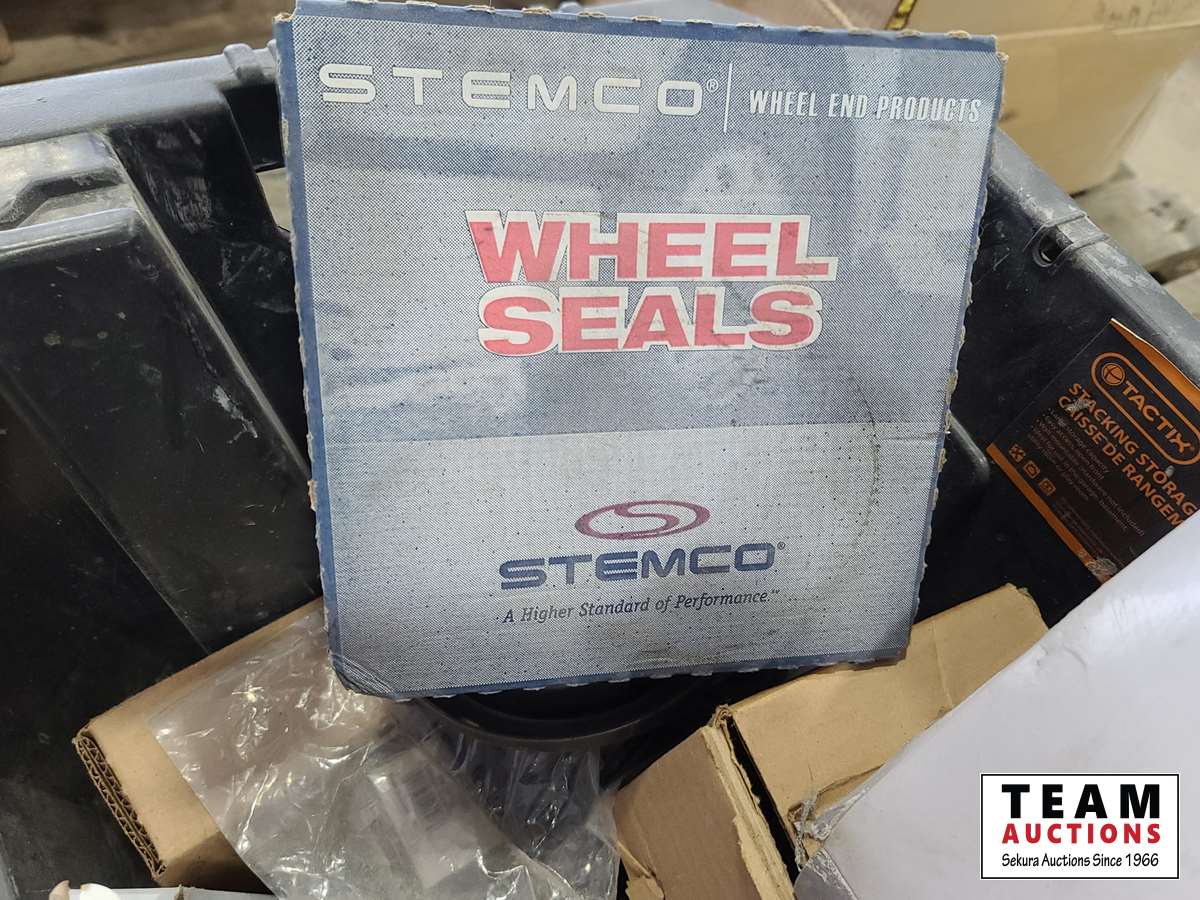 STEMCO® | WHEEL END PRODUCTS
WHEEL
SEALS
STEMCO®
A Higher Standard of Performance.™
TACTIX
STACKING STORAG
CAISSE DE RANGEM
TEAM
AUCTIONS
Sekura Auctions Since 1966